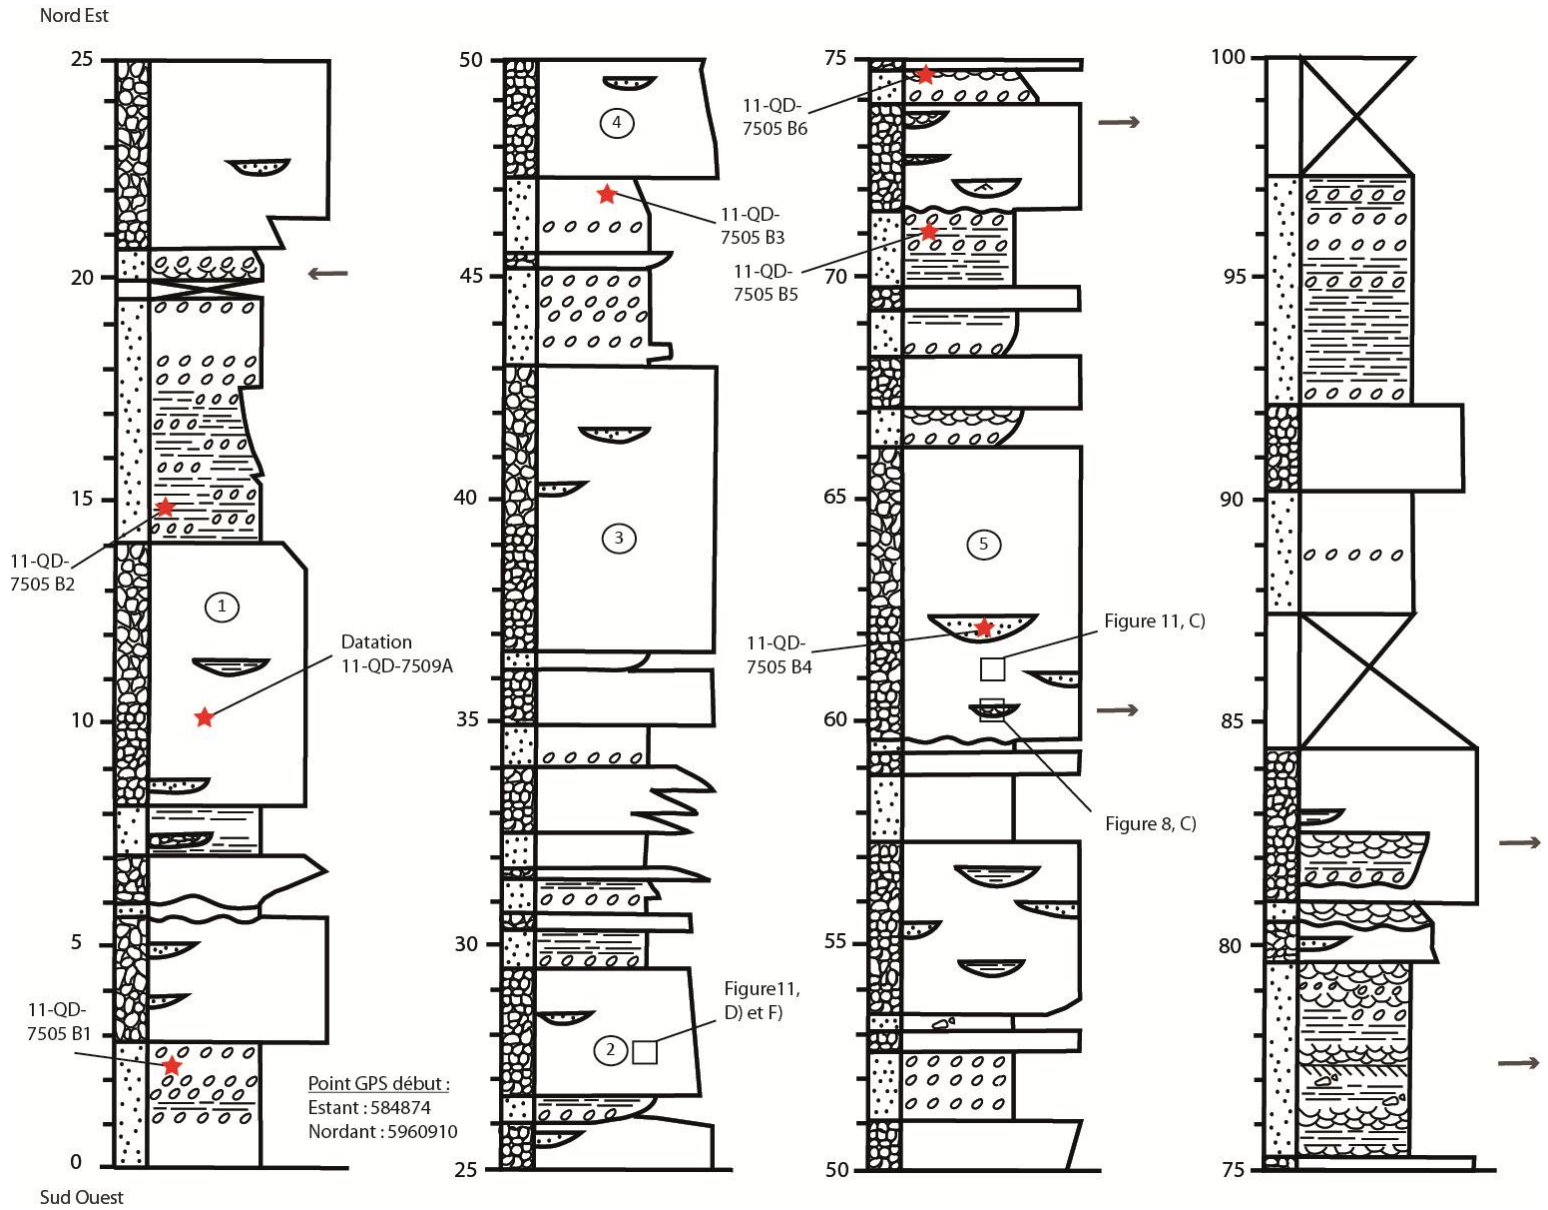 Nord Est
25
20
15
10
5
0
11-QD-
7505 B2
1
Datation
11-QD-7509A
11-QD-
7505 B1
Point GPS début :
Estant : 584874
Nordant : 5960910
Sud Ouest
50
45
40
35
30
25
4
11-QD-
7505 B3
3
2
Figure11,
D) et F)
75
70
65
60
55
50
11-QD-
7505 B6
11-QD-
7505 B5
5
11-QD-
7505 B4
Figure 11, C)
Figure 8, C)
100
95
90
85
80
75